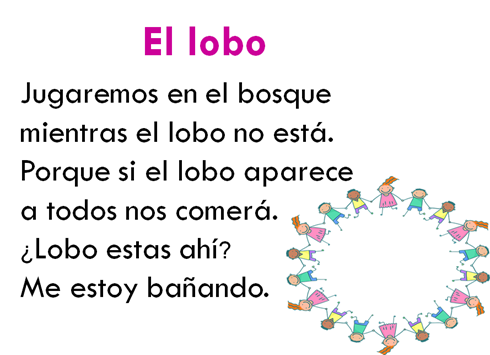 El lobo
Jugaremos en el bosque
mientras el lobo no está.
Porque si el lobo aparece
a todos nos comerá.
¿Lobo estas ahí?
Me estoy bañando.